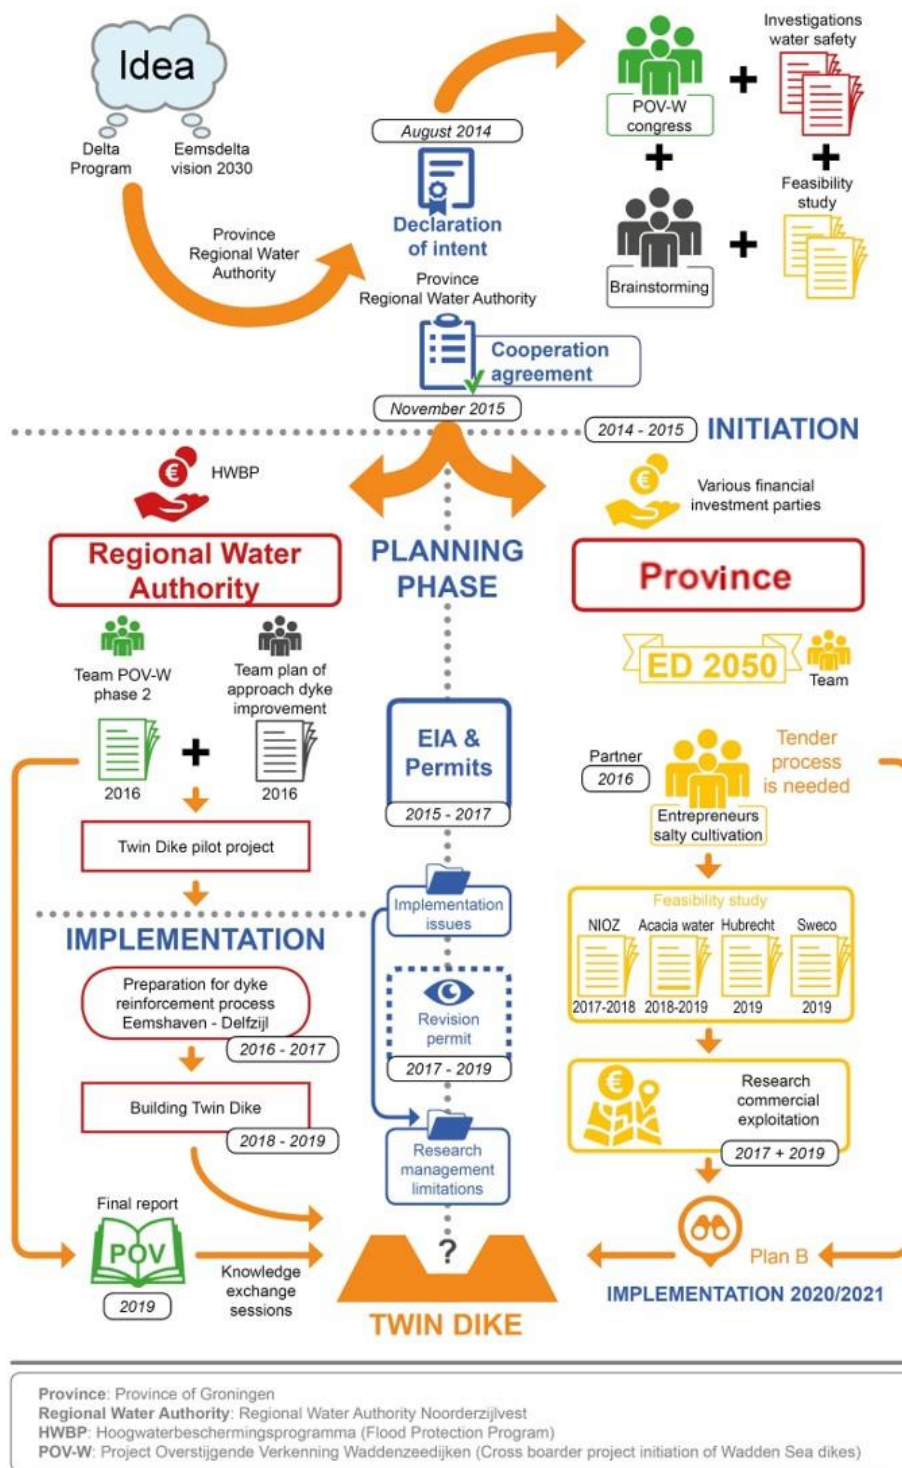 Idea
Delta
Program
Eemsdelta
vision 2030
Province
Regional Water
Authority
August 2014
Declaration
of intent
Province
Regional Water Authority
Cooperation
agreement
November 2015
POV-W
congress
Investigations
water safety
Brainstorming
Feasibility
study
2014 - 2015
INITIATION
HWBP
Regional Water
Authority
PLANNING
PHASE
Various financial
investment parties
Province
Team POV-W
phase 2
2016
Team plan of
approach dyke
improvement
2016
Twin Dike pilot project
EIA &
Permits
2015 - 2017
ED 2050
Team
Partner
2016
Entrepreneurs
salty cultivation
Tender
process
is needed
Implementation
issues
Feasibility study
NIOZ
2017-2018
Acacia water
2018-2019
Hubrecht
2019
Sweco
2019
IMPLEMENTATION
Preparation for dyke
reinforcement process
Eemshaven - Delfzijl
2016 - 2017
Building Twin Dike
2018 - 2019
Revision
permit
2017 - 2019
Research
management
limitations
Research
commercial
exploitation
2017 + 2019
Final report
POV
2019
Knowledge
exchange
sessions
?
TWIN DIKE
Plan B
IMPLEMENTATION 2020/2021
Province: Province of Groningen
Regional Water Authority: Regional Water Authority Noorderzijlvest
HWBP: Hoogwaterbeschermingsprogramma (Flood Protection Program)
POV-W: Project Overstijgende Verkenning Waddenzeedijken (Cross boarder project initiation of Wadden Sea dikes)